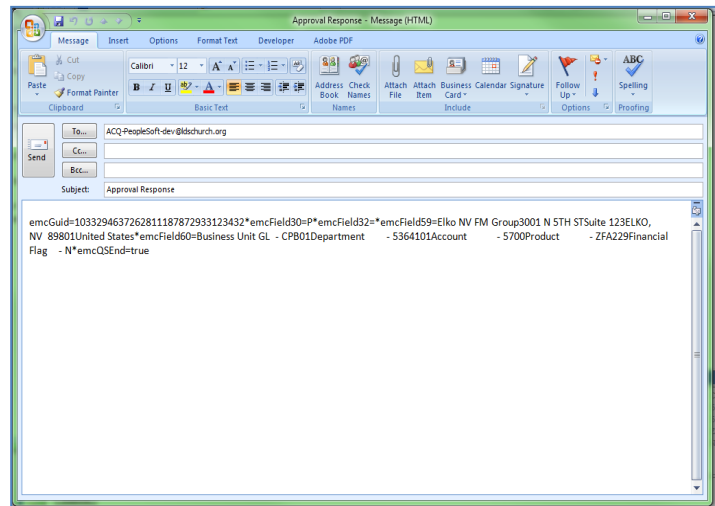 Approval Response - Message (HTML)
Message Insert Options Format Text Developer Adobe PDF
Paste
Cut
Copy
Format Painter
Clipboard
Calibri 12
B I U
Basic Text
Address Book
Check Names
Names
Attach File
Attach Item
Business Card
Calendar
Signature
Include
Follow Up
Options
ABC
Spelling
Proofing
Send
To... ACQ-PeopleSoft-dev@ldschurch.org
Cc...
Bcc...
Subject: Approval Response
emcGuid=10332946372628111878729331234​32*emcField30=P*emcField32=*emcField59=Elko NV FM Group3001 N 5TH STSuite 123ELKO,
NV 89801United States*emcField60=Business Unit GL - CPB01Department - 5364101Account - 5700Product - ZFA229Financial
Flag - N*emcQSEnd=true